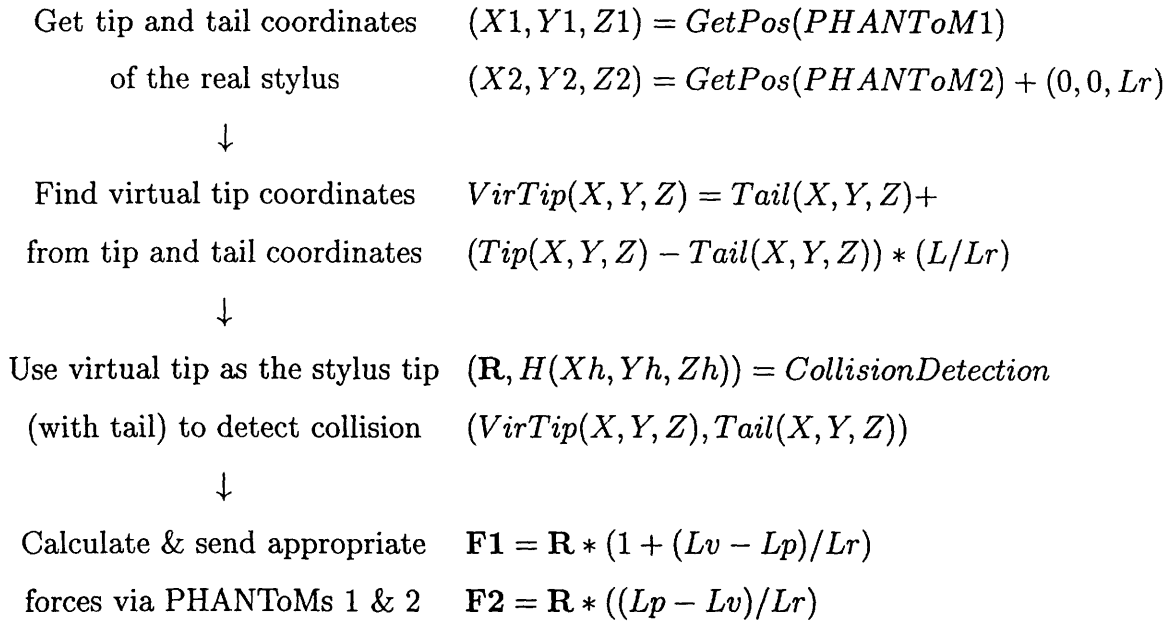 Get tip and tail coordinates (X1, Y1, Z1) = GetPos(PHANToM1)
of the real stylus (X2, Y2, Z2) = GetPos(PHANToM2) + (0, 0, Lr)
↓
Find virtual tip coordinates VirTip(X, Y, Z) = Tail(X, Y, Z)+
from tip and tail coordinates (Tip(X, Y, Z) − Tail(X, Y, Z)) * (L/Lr)
↓
Use virtual tip as the stylus tip (R, H(Xh, Yh, Zh)) = CollisionDetection
(with tail) to detect collision (VirTip(X, Y, Z), Tail(X, Y, Z))
↓
Calculate & send appropriate F1 = R * (1 + (Lv − Lp)/Lr)
forces via PHANToMs 1 & 2 F2 = R * ((Lp − Lv)/Lr)